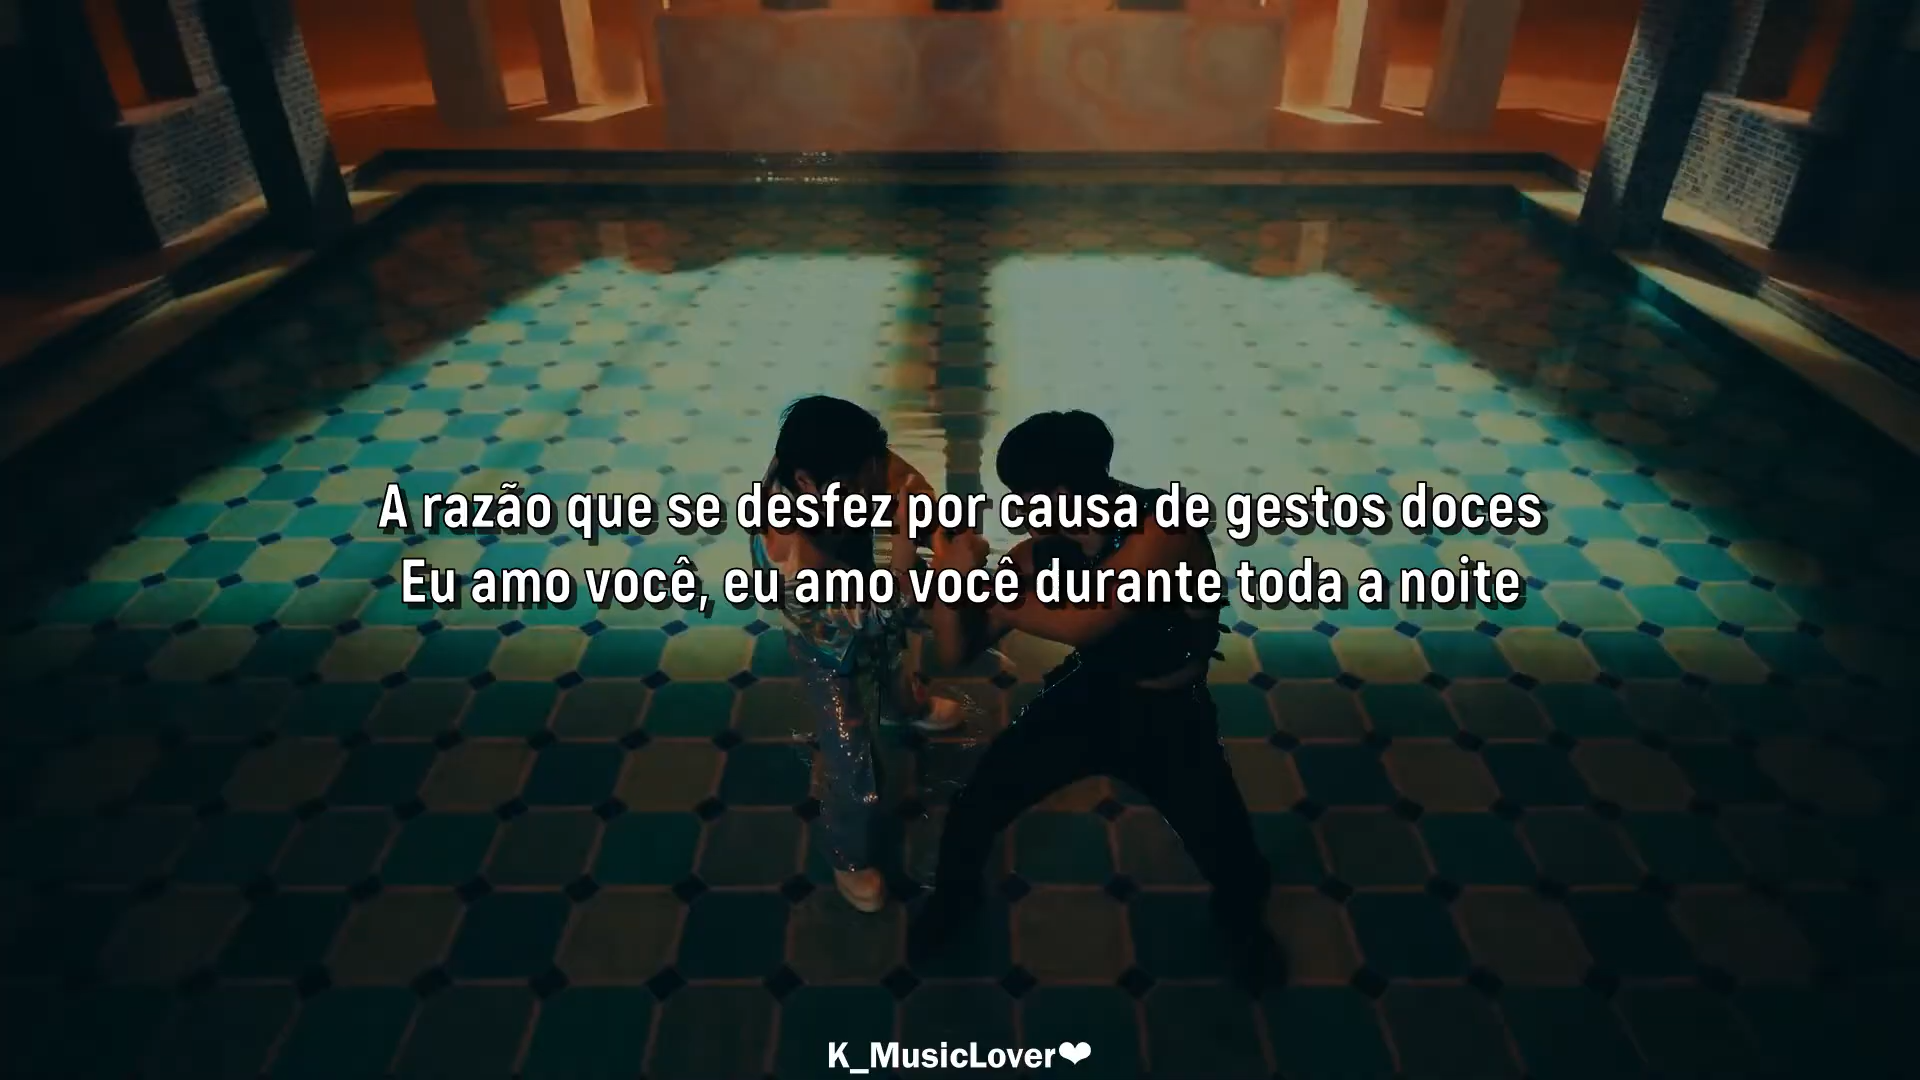 A razão que se desfez por causa de gestos doces
Eu amo você, eu amo você durante toda a noite
K_MusicLover❤